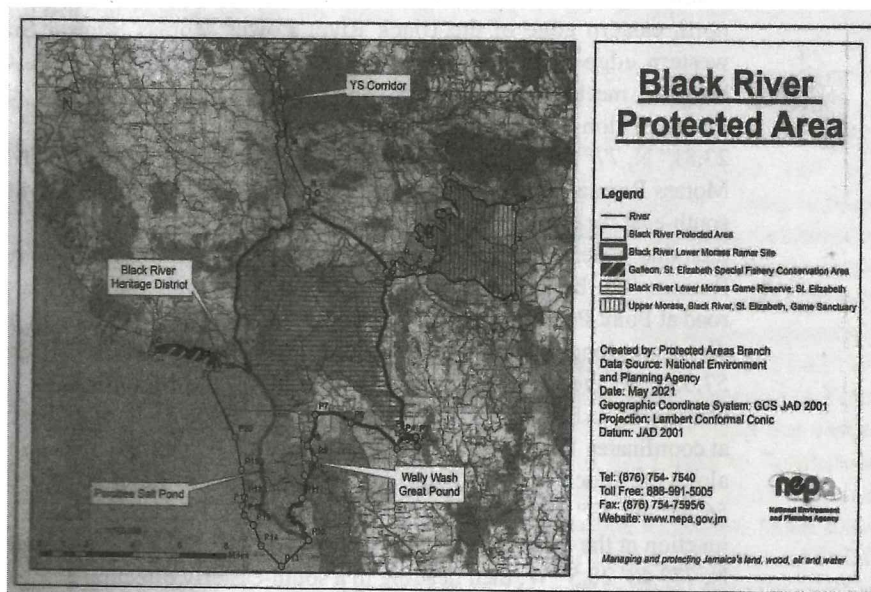 YS Corridor
N
Black River
Heritage District
P7
Parottee Salt Pond
Wally Wash
Great Pound
Black River
Protected Area
Legend
River
Black River Protected Area
Black River Lower Morass Ramsar Site
Galleon, St. Elizabeth Special Fishery Conservation Area
Black River Lower Morass Game Reserve, St. Elizabeth
Upper Morass, Black River, St. Elizabeth, Game Sanctuary
Created by: Protected Areas Branch
Data Source: National Environment
and Planning Agency
Date: May 2021
Geographic Coordinate System: GCS JAD 2001
Projection: Lambert Conformal Conic
Datum: JAD 2001
Tel: (876) 754- 7540
Toll Free: 888-991-5005
Fax: (876) 754-7595/6
Website: www.nepa.gov.jm
nepa
National Environment
and Planning Agency
Managing and protecting Jamaica's land, wood, air and water